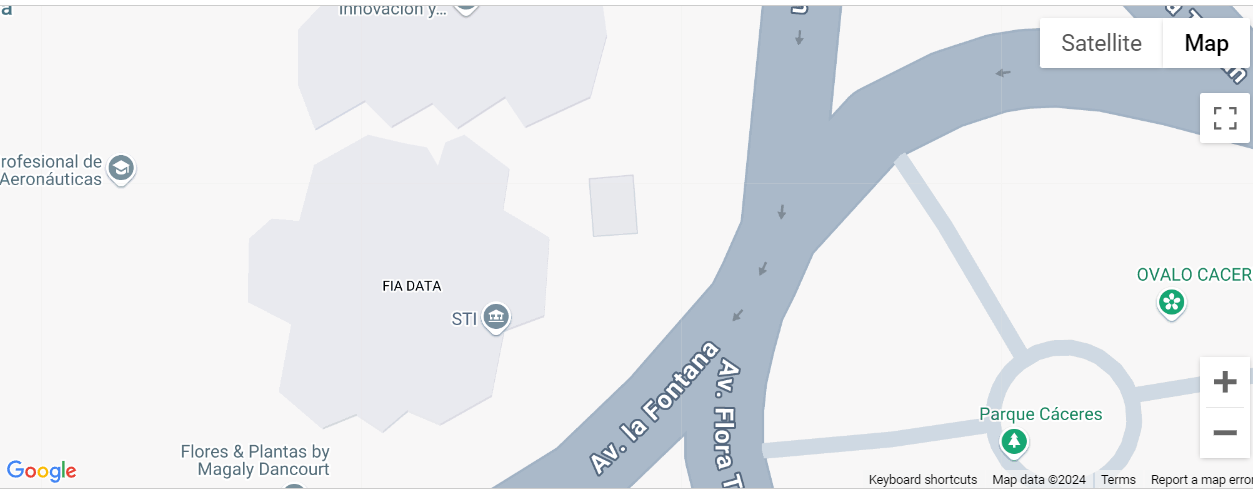 Innovación y...
Satellite
Map
rofesional de
Aeronáuticas
OVALO CACER
FIA DATA
STI
Av. la Fontana
Av. Flora T
Parque Cáceres
Flores & Plantas by
Magaly Dancourt
Google
Keyboard shortcuts
Map data ©2024
Terms
Report a map error